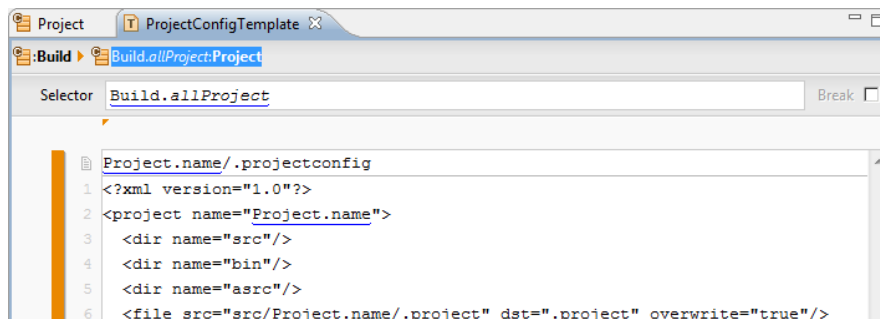 Project ProjectConfigTemplate
:Build Build.allProject:Project
Selector Build.allProject Break
Project.name/.projectconfig
1 <?xml version="1.0"?>
2 <project name="Project.name">
3 <dir name="src"/>
4 <dir name="bin"/>
5 <dir name="asrc"/>
6 <file src="src/Project.name/.project" dst=".project" overwrite="true"/>